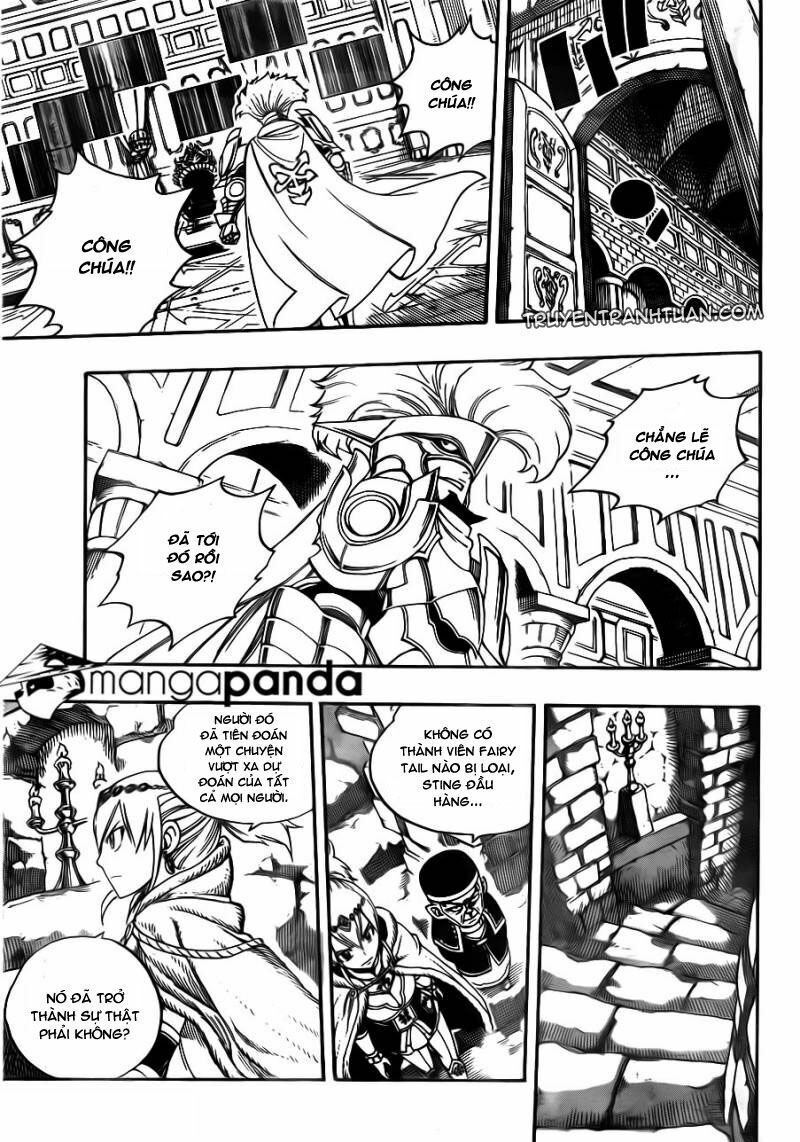 CÔNG
CHÚA!!
CÔNG
CHÚA!!
TRUYENTRANHTUAN.COM
CHẲNG LẼ
CÔNG CHÚA
...
ĐÃ TỚI
ĐÓ RỒI
SAO?!
mangapanda
KHÔNG CÓ
THÀNH VIÊN FAIRY
TAIL NÀO BỊ LOẠI,
STING ĐẦU
HÀNG...
NGƯỜI ĐÓ
ĐÃ TIÊN ĐOÁN
MỘT CHUYỆN
VƯỢT XA DỰ
ĐOÁN CỦA TẤT
CẢ MỌI NGƯỜI.
NÓ ĐÃ TRỞ
THÀNH SỰ THẬT
PHẢI KHÔNG?